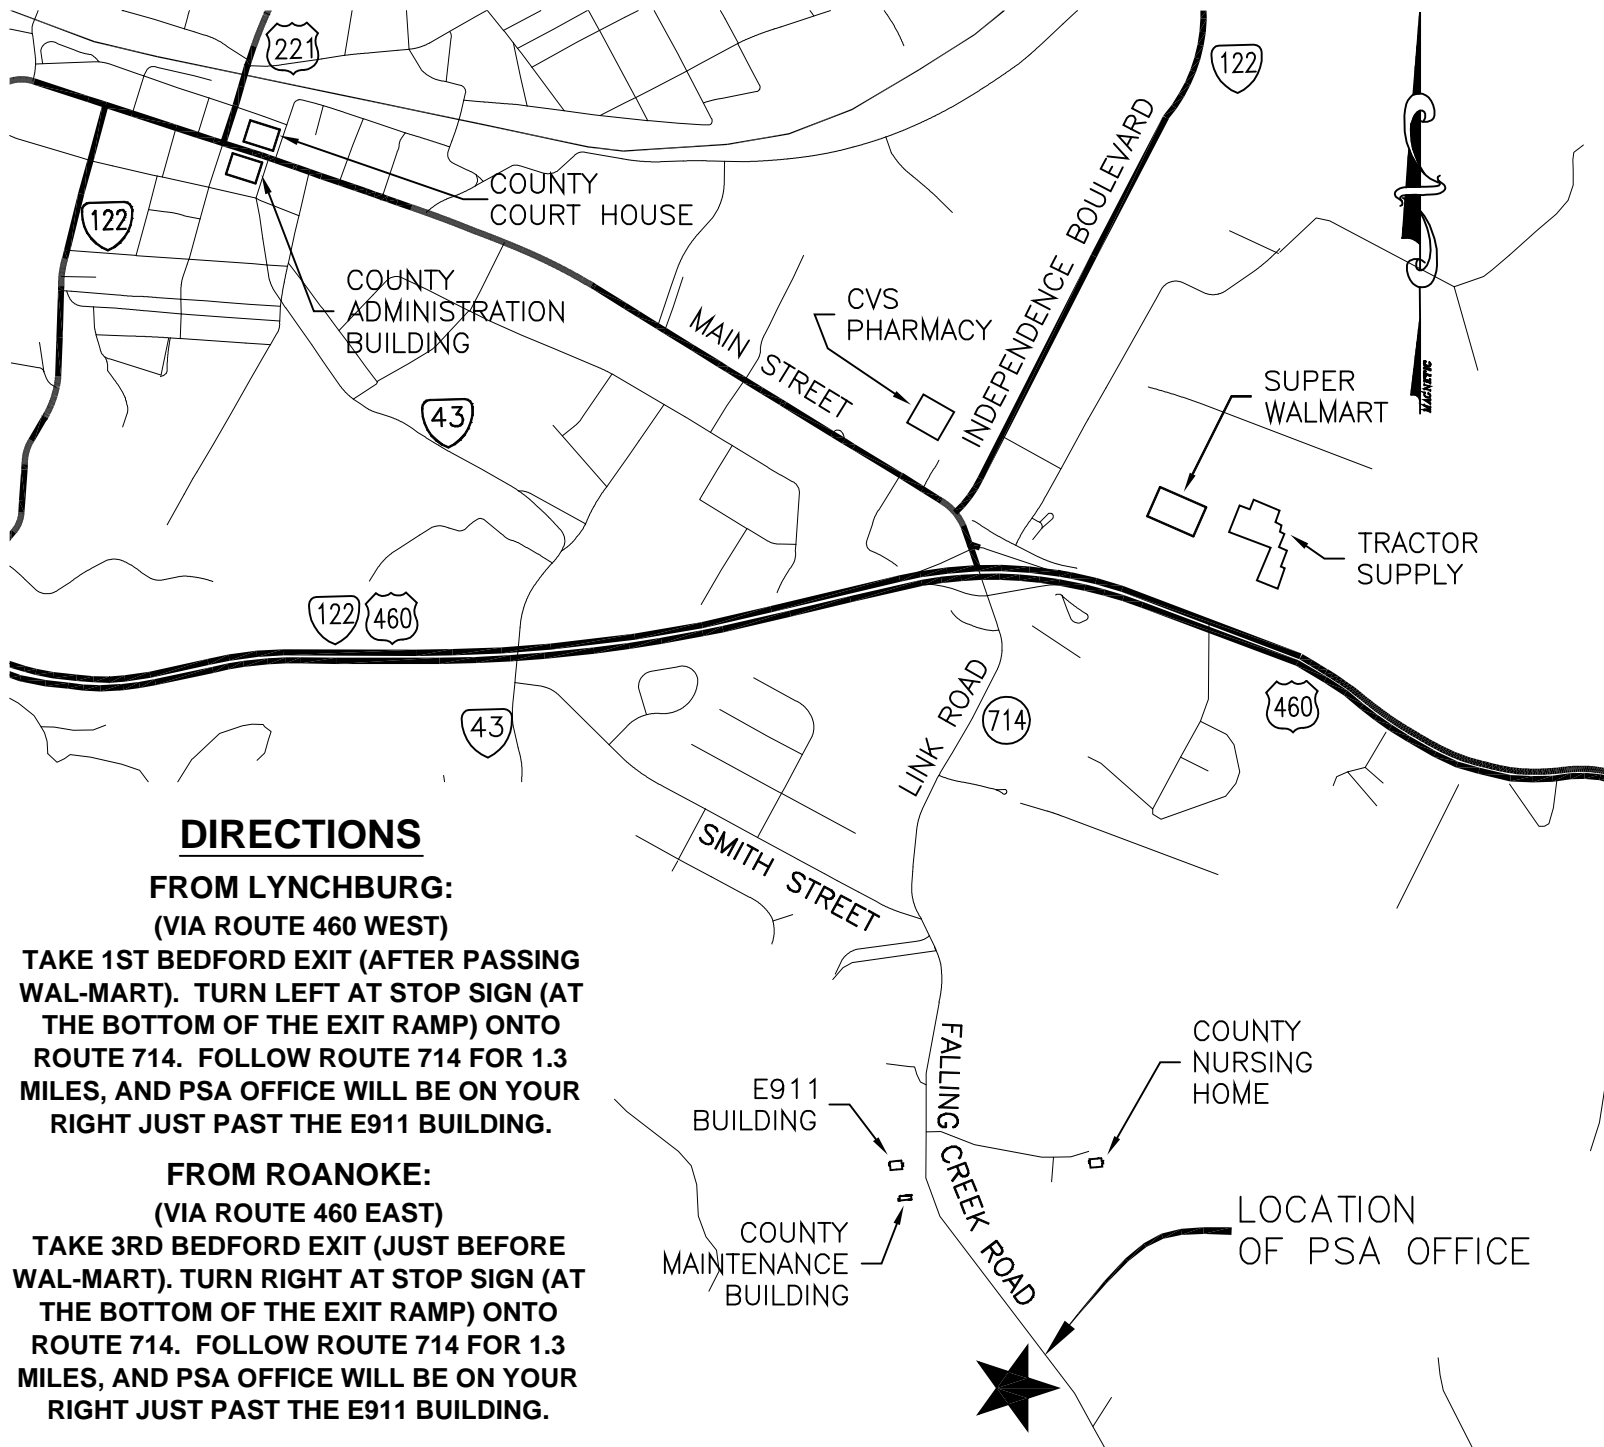 221
122
COUNTY
COURT HOUSE
122
COUNTY
ADMINISTRATION
BUILDING
MAIN STREET
CVS
PHARMACY
INDEPENDENCE BOULEVARD
MAGNETIC
43
SUPER
WALMART
TRACTOR
SUPPLY
122
460
43
LINK ROAD
714
460
SMITH STREET
DIRECTIONS
FROM LYNCHBURG:
(VIA ROUTE 460 WEST)
TAKE 1ST BEDFORD EXIT (AFTER PASSING
WAL-MART). TURN LEFT AT STOP SIGN (AT
THE BOTTOM OF THE EXIT RAMP) ONTO
ROUTE 714. FOLLOW ROUTE 714 FOR 1.3
MILES, AND PSA OFFICE WILL BE ON YOUR
RIGHT JUST PAST THE E911 BUILDING.
FROM ROANOKE:
(VIA ROUTE 460 EAST)
TAKE 3RD BEDFORD EXIT (JUST BEFORE
WAL-MART). TURN RIGHT AT STOP SIGN (AT
THE BOTTOM OF THE EXIT RAMP) ONTO
ROUTE 714. FOLLOW ROUTE 714 FOR 1.3
MILES, AND PSA OFFICE WILL BE ON YOUR
RIGHT JUST PAST THE E911 BUILDING.
FALLING CREEK ROAD
E911
BUILDING
COUNTY
NURSING
HOME
COUNTY
MAINTENANCE
BUILDING
LOCATION
OF PSA OFFICE